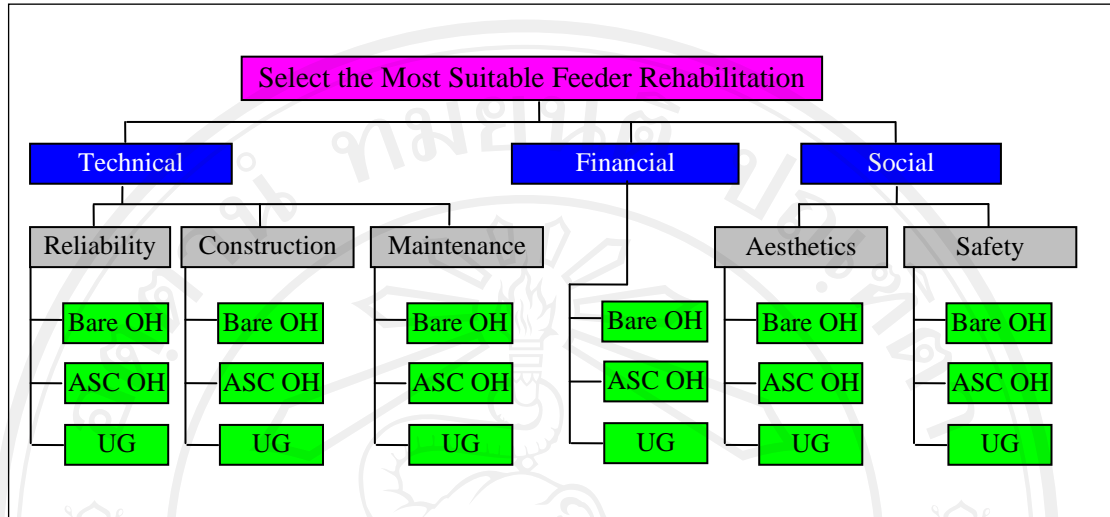 Select the Most Suitable Feeder Rehabilitation
Technical
Financial
Social
Reliability
Construction
Maintenance
Aesthetics
Safety
Bare OH
Bare OH
Bare OH
Bare OH
Bare OH
Bare OH
ASC OH
ASC OH
ASC OH
ASC OH
ASC OH
ASC OH
UG
UG
UG
UG
UG
UG